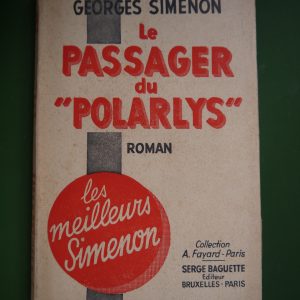 GEORGES SIMENON
Le
PASSAGER
du
"POLARLYS"
ROMAN
les
meilleurs
Simenon
Collection
A. Fayard - Paris
SERGE BAGUETTE
Editeur
BRUXELLES - PARIS